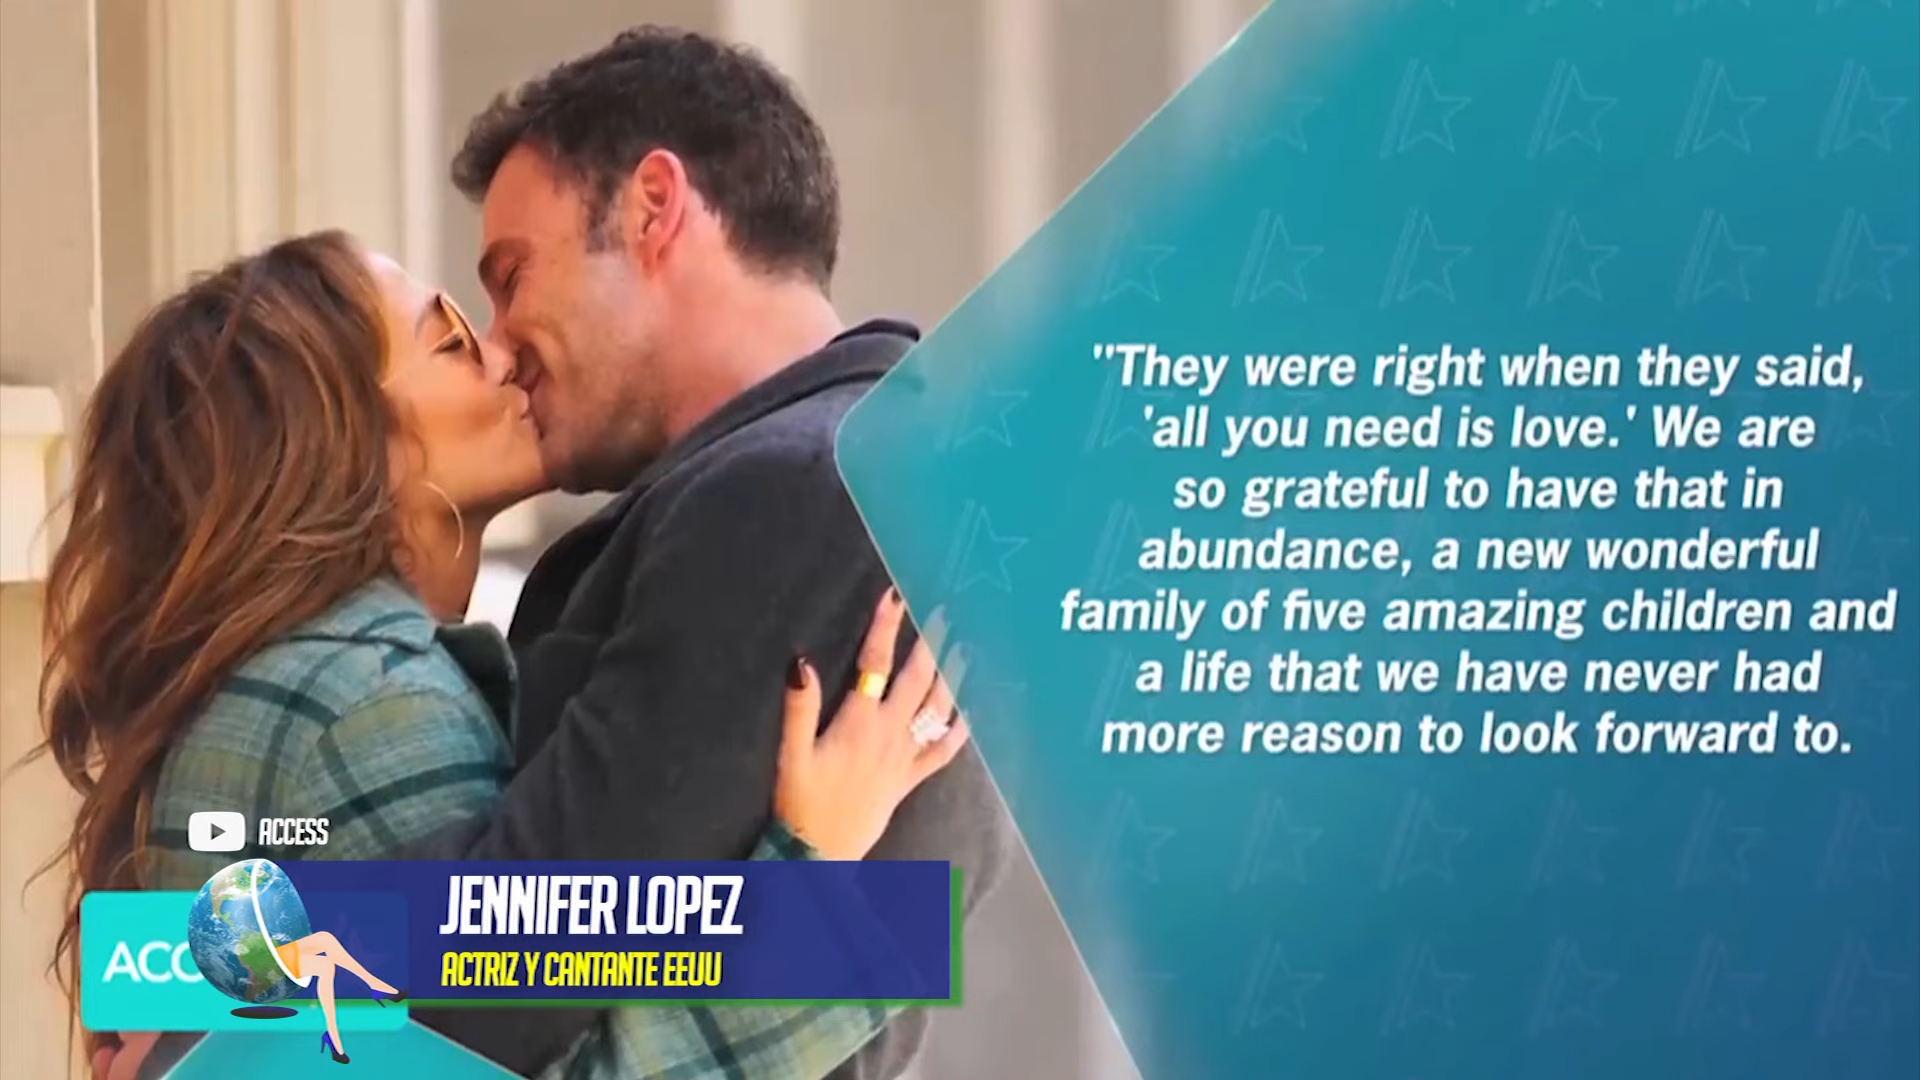 "They were right when they said,
'all you need is love.' We are
so grateful to have that in
abundance, a new wonderful
family of five amazing children and
a life that we have never had
more reason to look forward to.
ACCESS
JENNIFER LOPEZ
ACTRIZ Y CANTANTE EEUU
ACC